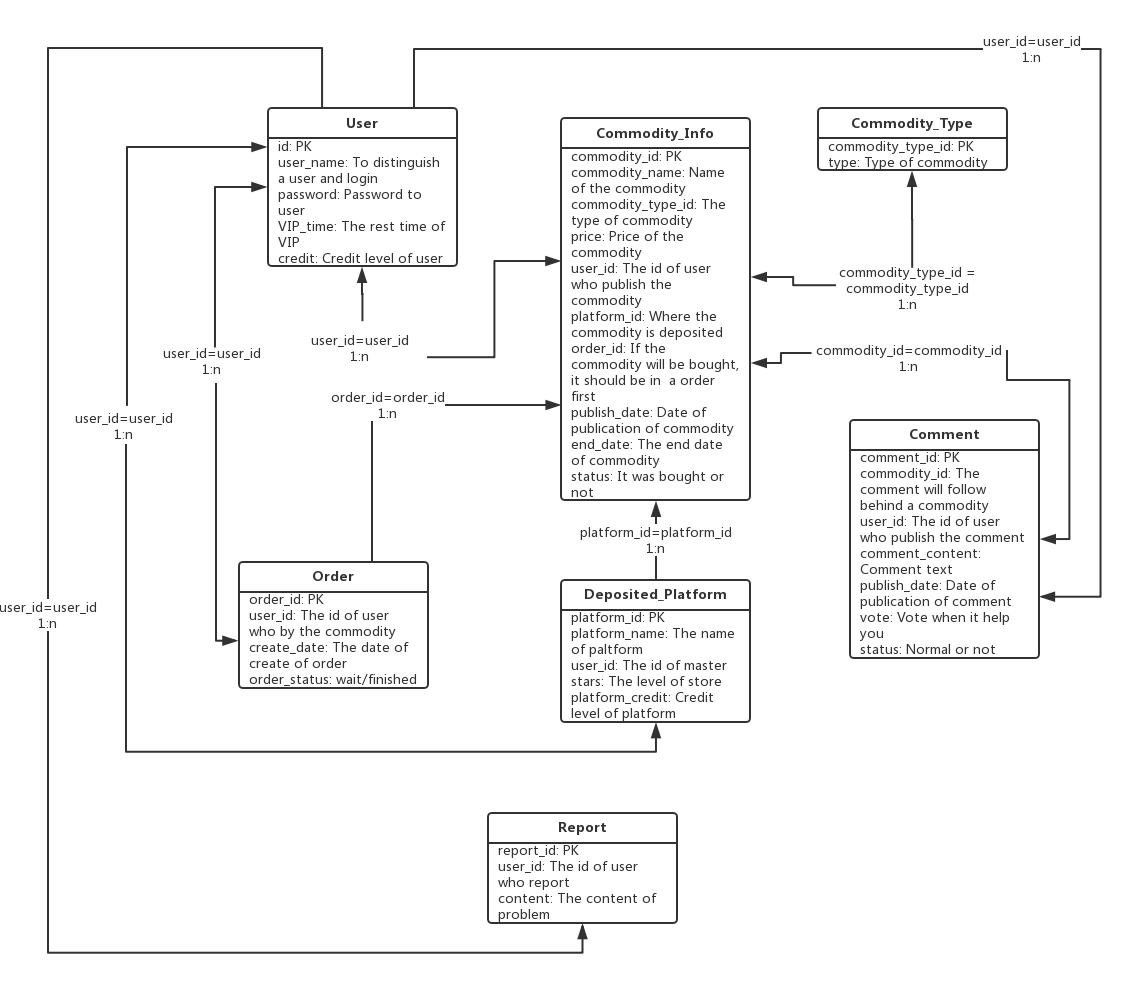 user_id=user_id
1:n
User
id: PK
user_name: To distinguish
a user and login
password: Password to
user
VIP_time: The rest time of
VIP
credit: Credit level of user
Commodity_Info
commodity_id: PK
commodity_name: Name
of the commodity
commodity_type_id: The
type of commodity
price: Price of the
commodity
user_id: The id of user
who publish the
commodity
platform_id: Where the
commodity is deposited
order_id: If the
commodity will be bought,
it should be in  a order
first
publish_date: Date of
publication of commodity
end_date: The end date
of commodity
status: It was bought or
not
Commodity_Type
commodity_type_id: PK
type: Type of commodity
commodity_type_id =
commodity_type_id
1:n
user_id=user_id
1:n
user_id=user_id
1:n
commodity_id=commodity_id
1:n
order_id=order_id
1:n
user_id=user_id
1:n
Comment
comment_id: PK
commodity_id: The
comment will follow
behind a commodity
user_id: The id of user
who publish the comment
comment_content:
Comment text
publish_date: Date of
publication of comment
vote: Vote when it help
you
status: Normal or not
platform_id=platform_id
1:n
Order
order_id: PK
user_id: The id of user
who by the commodity
create_date: The date of
create of order
order_status: wait/finished
Deposited_Platform
platform_id: PK
platform_name: The name
of paltform
user_id: The id of master
stars: The level of store
platform_credit: Credit
level of platform
user_id=user_id
1:n
Report
report_id: PK
user_id: The id of user
who report
content: The content of
problem